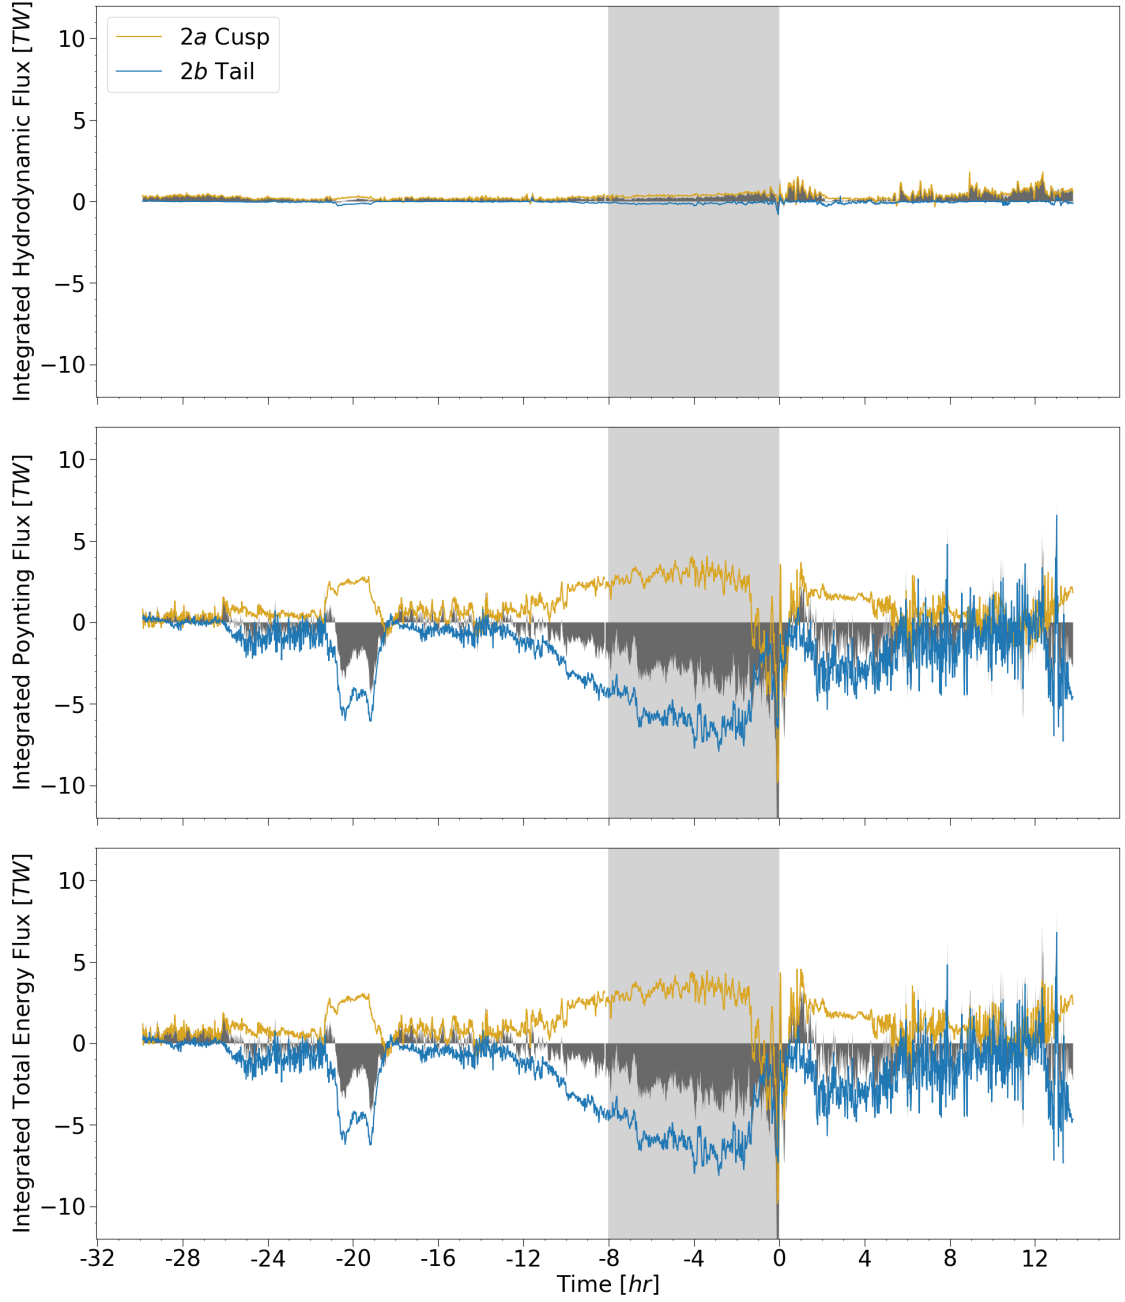 Integrated Hydrodynamic Flux [TW]
10
5
0
−5
−10
2a Cusp
2b Tail
Integrated Poynting Flux [TW]
10
5
0
−5
−10
Integrated Total Energy Flux [TW]
10
5
0
−5
−10
-32 -28 -24 -20 -16 -12 -8 -4 0 4 8 12
Time [hr]